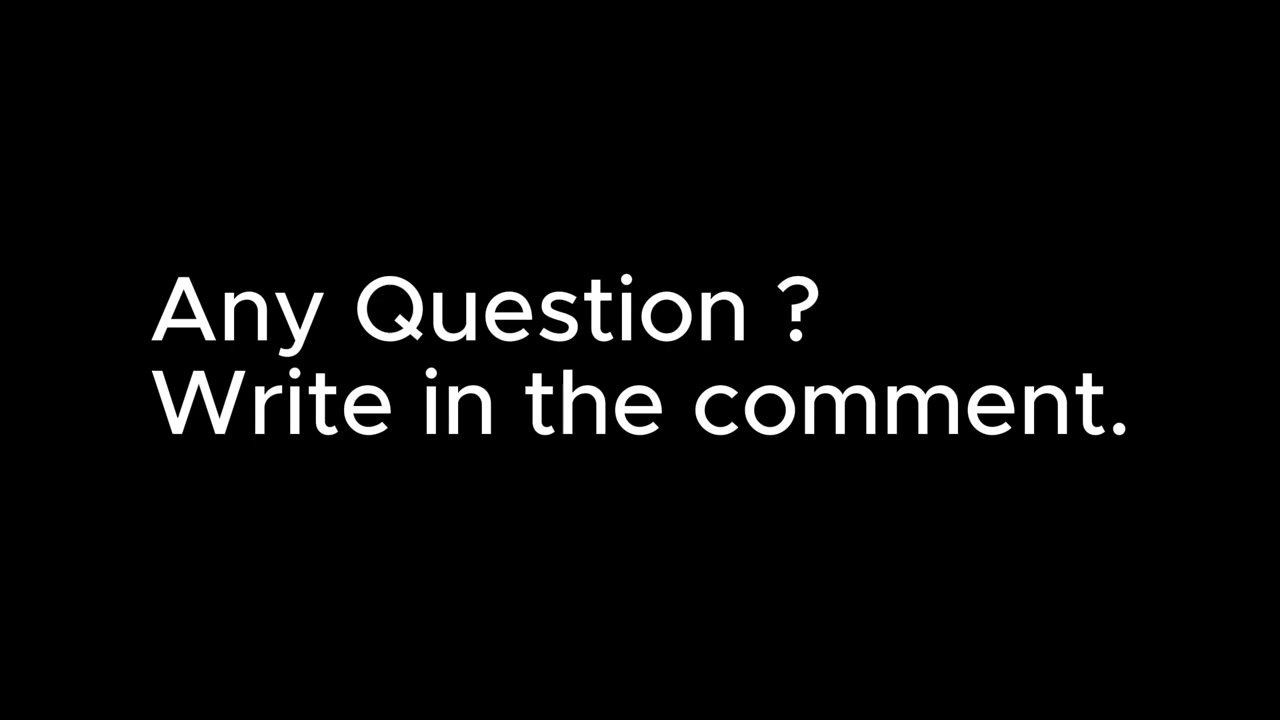 Any Question ?
Write in the comment.